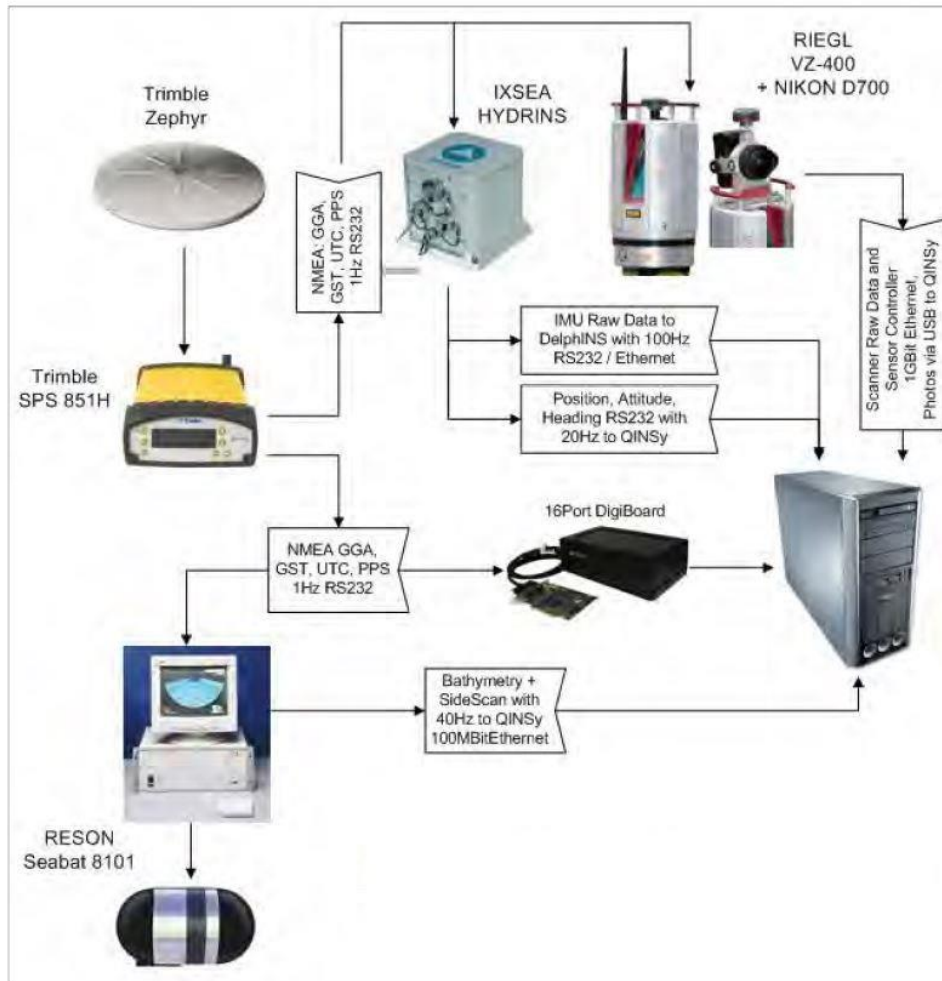 Trimble
Zephyr
IXSEA
HYDRINS
RIEGL
VZ-400
+ NIKON D700
NMEA: GGA,
GST, UTC, PPS
1Hz RS232
Scanner Raw Data and
Sensor Controller
1GBit Ethernet,
Photos via USB to QINSy
IMU Raw Data to
DelphINS with 100Hz
RS232 / Ethernet
Trimble
SPS 851H
Position, Attitude,
Heading RS232 with
20Hz to QINSy
16Port DigiBoard
NMEA GGA,
GST, UTC, PPS
1Hz RS232
Bathymetry +
SideScan with
40Hz to QINSy
100MBitEthernet
RESON
Seabat 8101